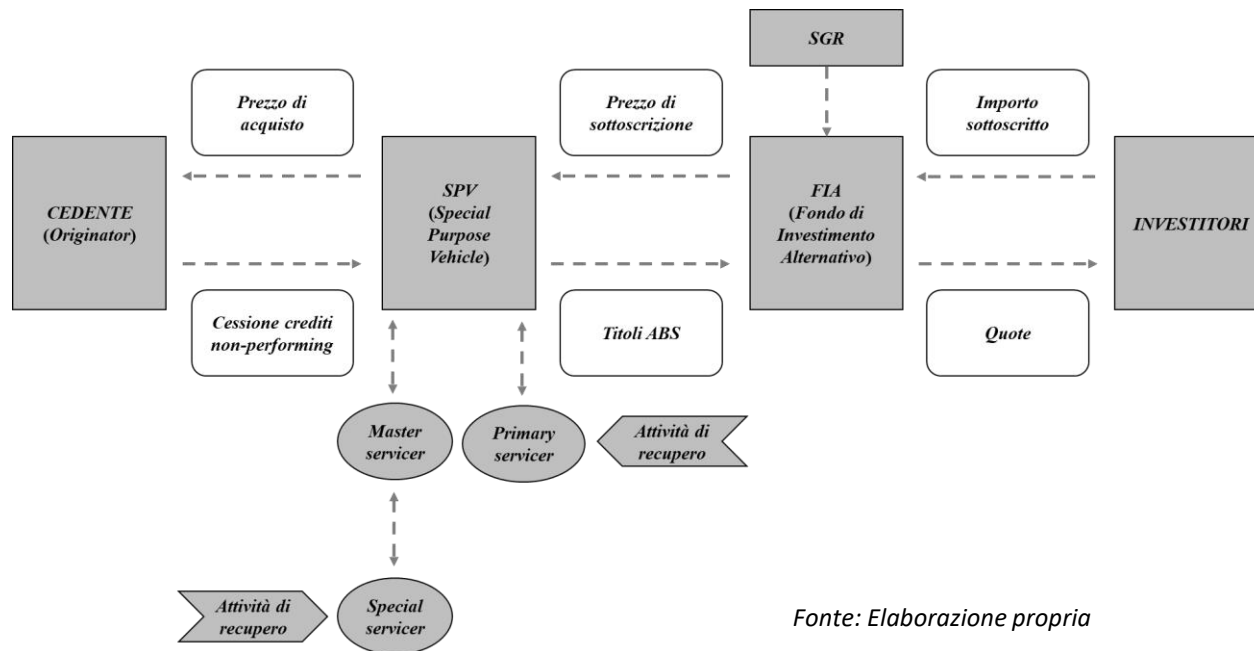 SGR
Prezzo di
acquisto
Prezzo di
sottoscrizione
Importo
sottoscritto
CEDENTE
(Originator)
SPV
(Special
Purpose
Vehicle)
FIA
(Fondo di
Investimento
Alternativo)
INVESTITORI
Cessione crediti
non-performing
Titoli ABS
Quote
Master
servicer
Primary
servicer
Attività di
recupero
Attività di
recupero
Special
servicer
Fonte: Elaborazione propria